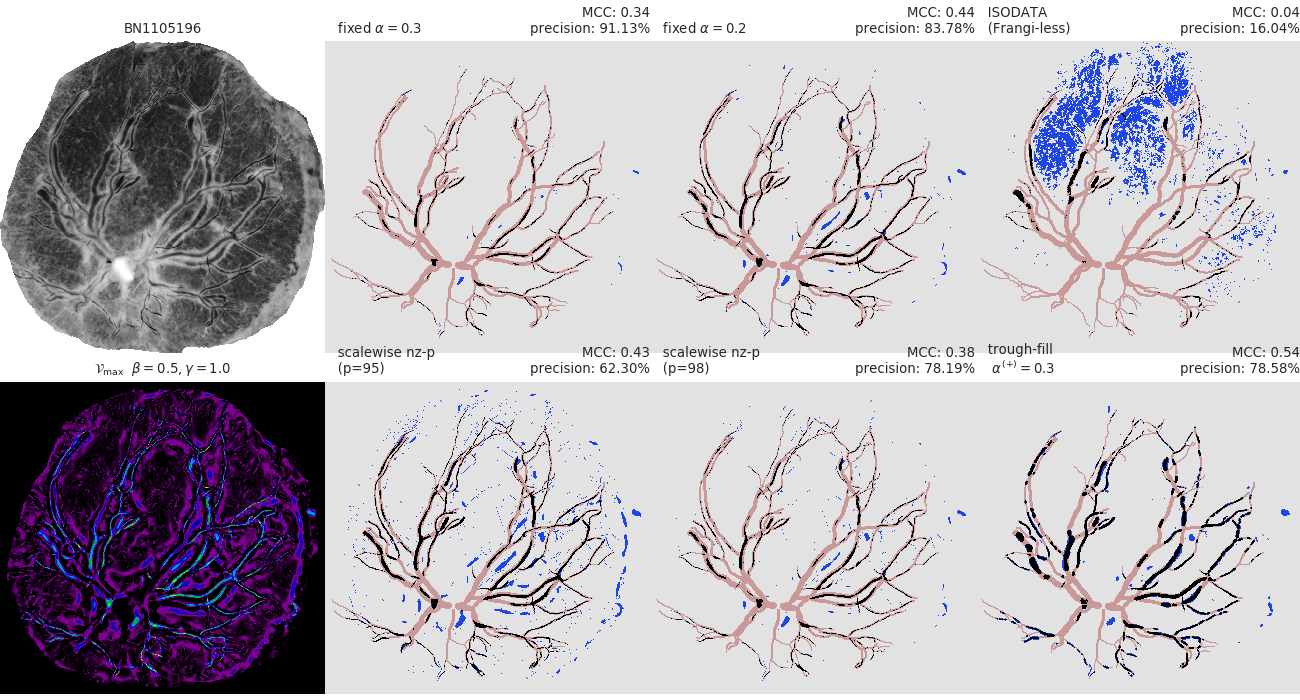 BN1105196
fixed α = 0.3
MCC: 0.34
precision: 91.13%
fixed α = 0.2
MCC: 0.44
precision: 83.78%
ISODATA
(Frangi-less)
MCC: 0.04
precision: 16.04%
𝒱max β = 0.5, γ = 1.0
scalewise nz-p
(p=95)
MCC: 0.43
precision: 62.30%
scalewise nz-p
(p=98)
MCC: 0.38
precision: 78.19%
trough-fill
α(+) = 0.3
MCC: 0.54
precision: 78.58%